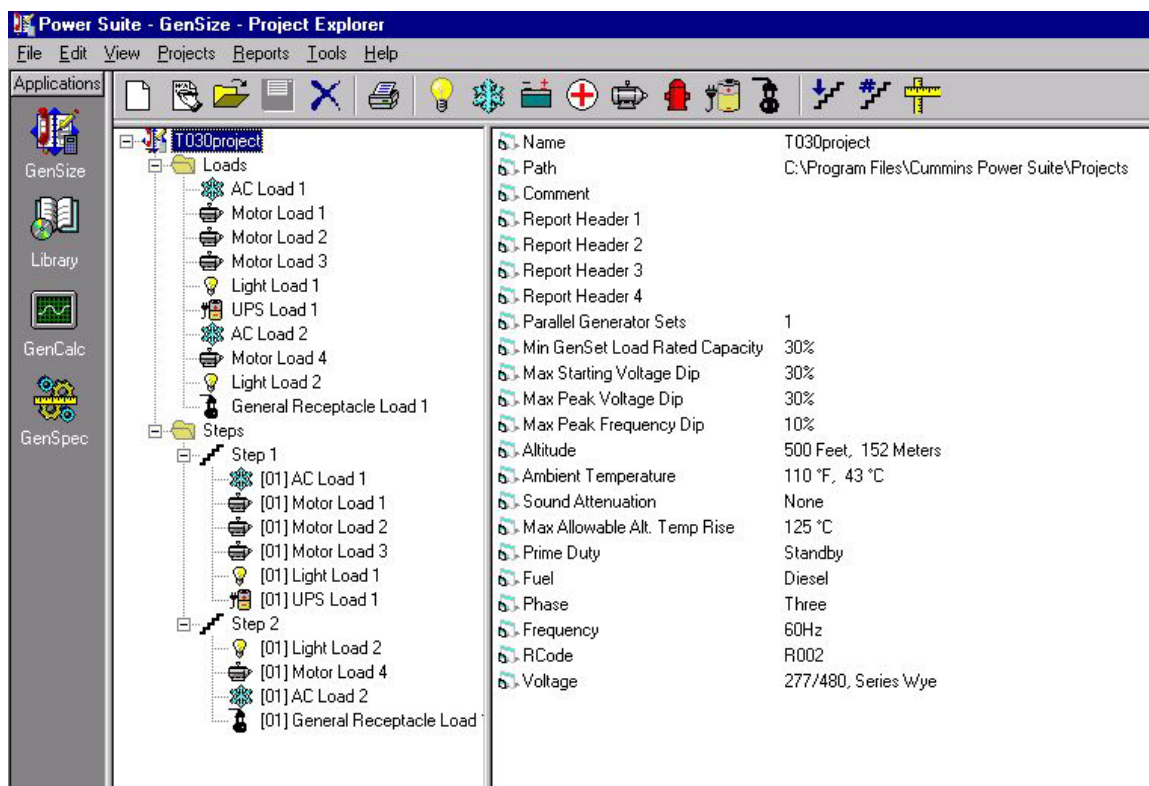 Power Suite - GenSize - Project Explorer
File Edit View Projects Reports Tools Help
Applications
GenSize
Library
GenCalc
GenSpec
T030project
Loads
AC Load 1
Motor Load 1
Motor Load 2
Motor Load 3
Light Load 1
UPS Load 1
AC Load 2
Motor Load 4
Light Load 2
General Receptacle Load 1
Steps
Step 1
[01] AC Load 1
[01] Motor Load 1
[01] Motor Load 2
[01] Motor Load 3
[01] Light Load 1
[01] UPS Load 1
Step 2
[01] Light Load 2
[01] Motor Load 4
[01] AC Load 2
[01] General Receptacle Load
Name T030project
Path C:\Program Files\Cummins Power Suite\Projects
Comment
Report Header 1
Report Header 2
Report Header 3
Report Header 4
Parallel Generator Sets 1
Min GenSet Load Rated Capacity 30%
Max Starting Voltage Dip 30%
Max Peak Voltage Dip 30%
Max Peak Frequency Dip 10%
Altitude 500 Feet, 152 Meters
Ambient Temperature 110 °F, 43 °C
Sound Attenuation None
Max Allowable Alt. Temp Rise 125 °C
Prime Duty Standby
Fuel Diesel
Phase Three
Frequency 60Hz
RCode R002
Voltage 277/480, Series Wye